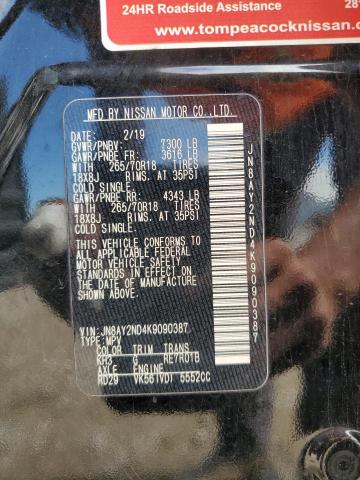 24HR Roadside Assistance 28
www.tompeacocknissan.c
MFD BY NISSAN MOTOR CO.,LTD.
2/19
GVWR/PNBV: 7300 LB
GAWR/PNBE FR: 3616 LB
WITH 265/70R18 TIRES
18X8J RIMS. AT 35PSI
COLD SINGLE.
GAWR/PNBE RR: 4343 LB
WITH 265/70R18 TIRES
18X8J RIMS. AT 35PSI
COLD SINGLE.
THIS VEHICLE CONFORMS TO
ALL APPLICABLE FEDERAL
MOTOR VEHICLE SAFETY
STANDARDS IN EFFECT ON
THE DATE OF MANUFACTURE
SHOWN ABOVE.
VIN: JN8AY2ND4K9090387
TYPE: MPV
COLOR TRIM TRANS
KH3 G RE7R01B
AXLE ENGINE
RD29 VK56(VD) 5552CC
JN8AY2ND4K9090387